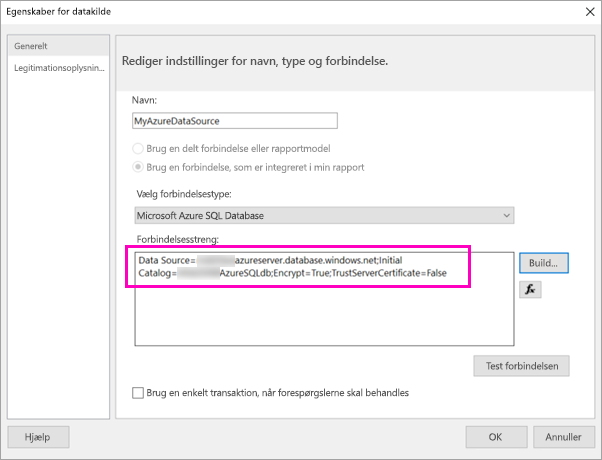 Egenskaber for datakilde
Generelt
Legitimationsoplysnin...
Rediger indstillinger for navn, type og forbindelse.
Navn:
MyAzureDataSource
Brug en delt forbindelse eller rapportmodel
Brug en forbindelse, som er integreret i min rapport
Vælg forbindelsestype:
Microsoft Azure SQL Database
Forbindelsesstreng:
Data Source= azureserver.database.windows.net;Initial
Catalog= AzureSQLdb;Encrypt=True;TrustServerCertificate=False
Build...
fx
Test forbindelsen
Brug en enkelt transaktion, når forespørgslerne skal behandles
Hjælp
OK
Annuller